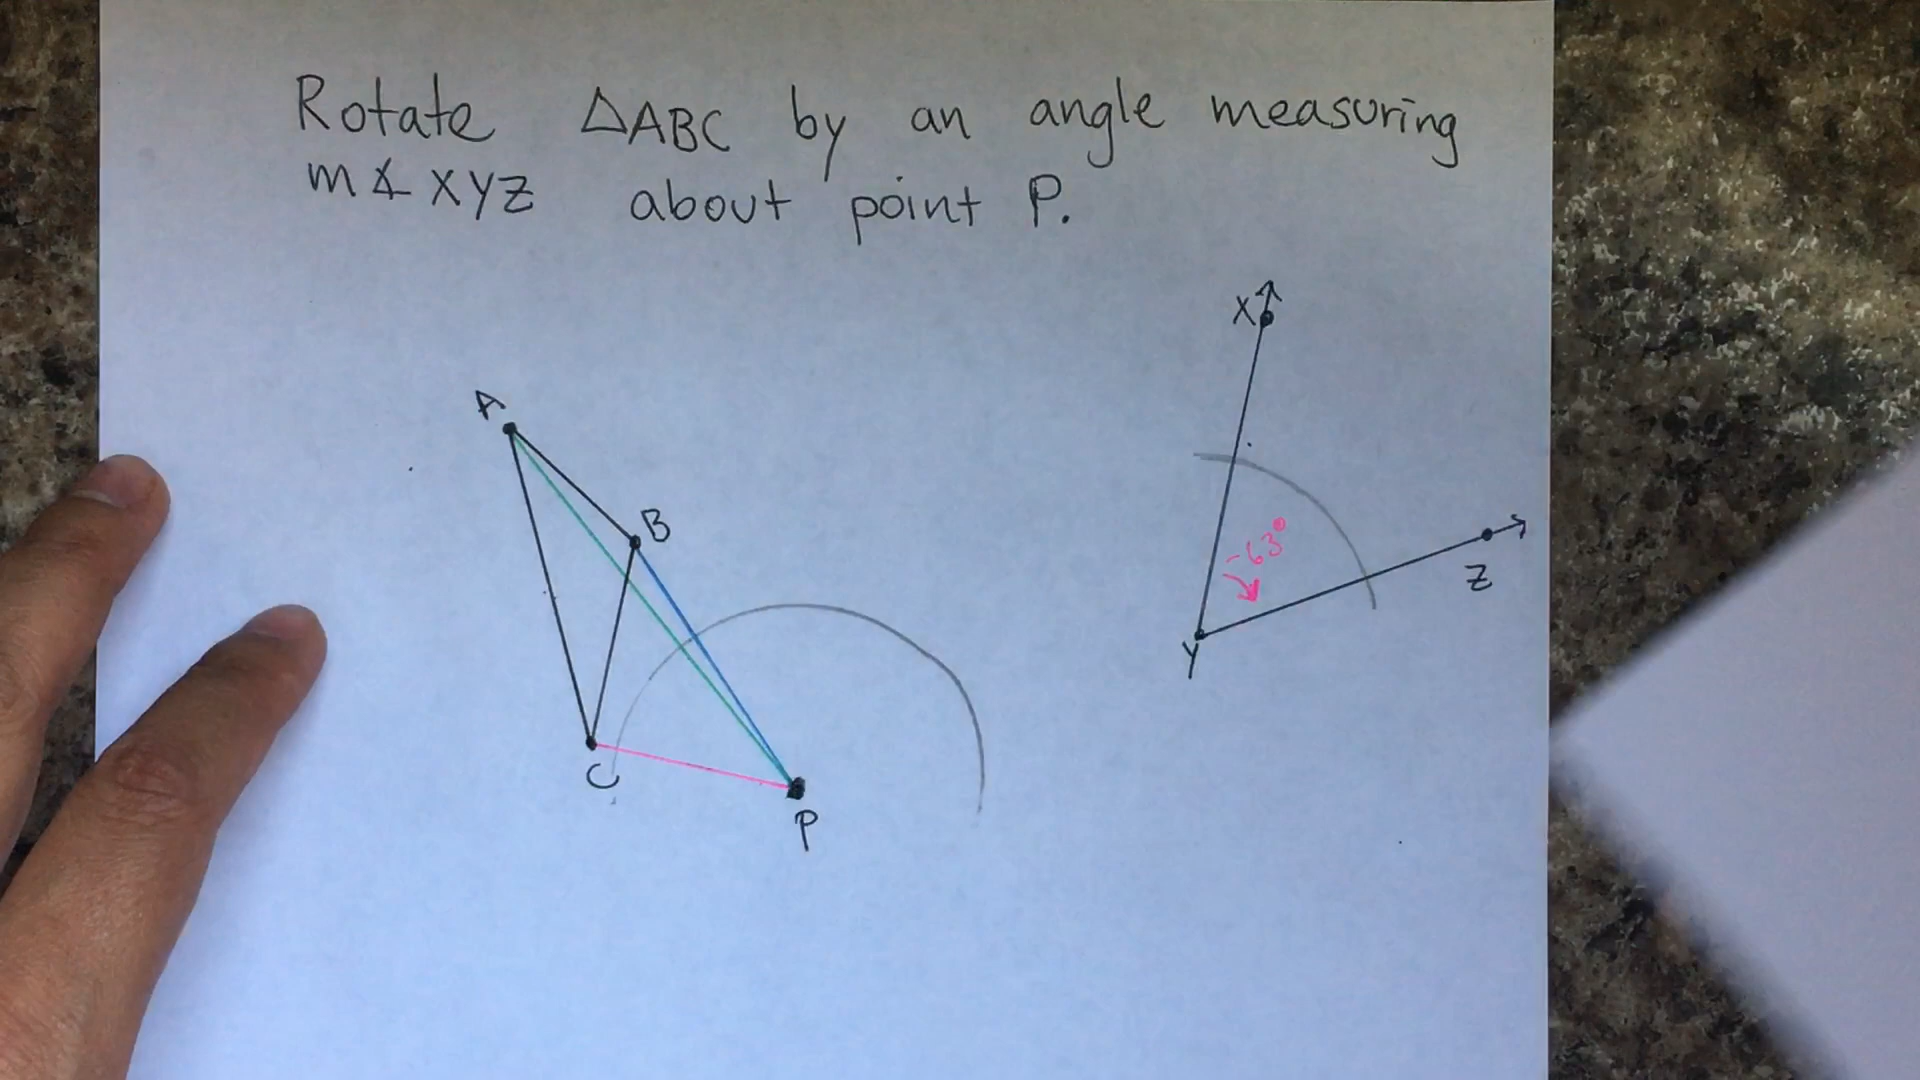 Rotate △ABC by an angle measuring
m∡XYZ about point P.
X
A
B
-63°
Z
Y
C
P